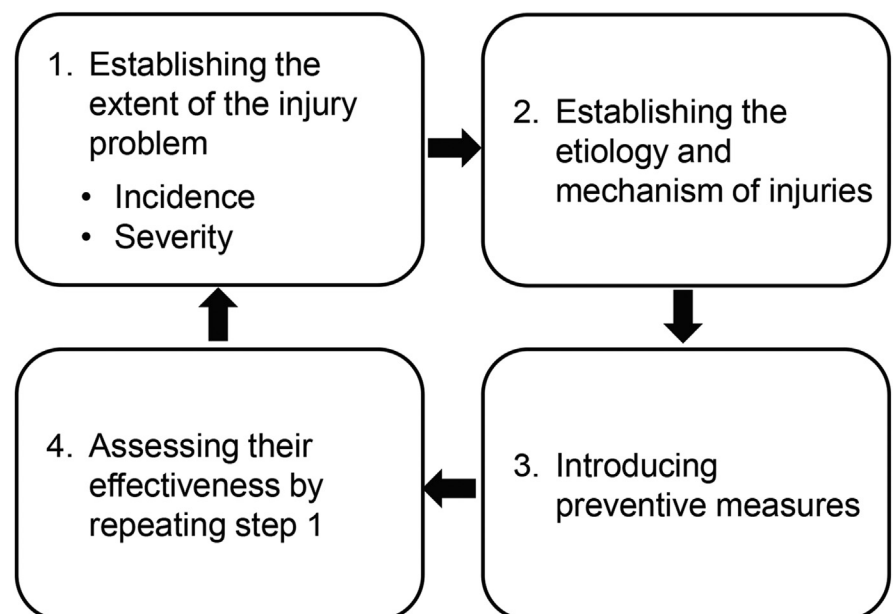 1. Establishing the
extent of the injury
problem
• Incidence
• Severity
2. Establishing the
etiology and
mechanism of injuries
3. Introducing
preventive measures
4. Assessing their
effectiveness by
repeating step 1